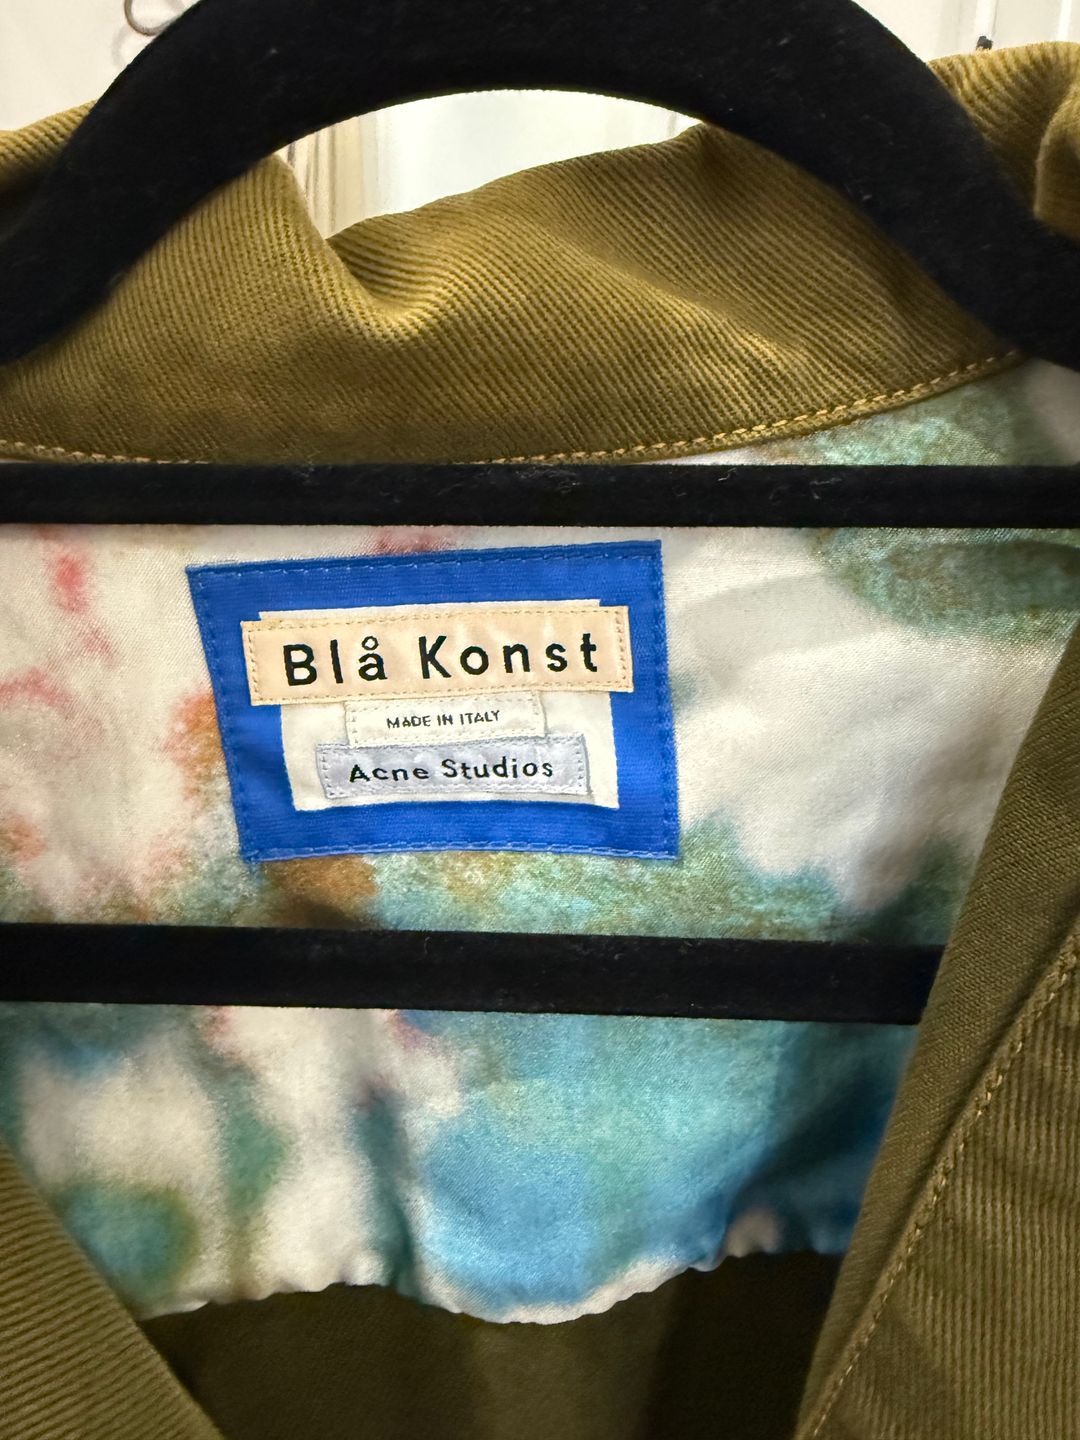 Blå Konst
MADE IN ITALY
Acne Studios